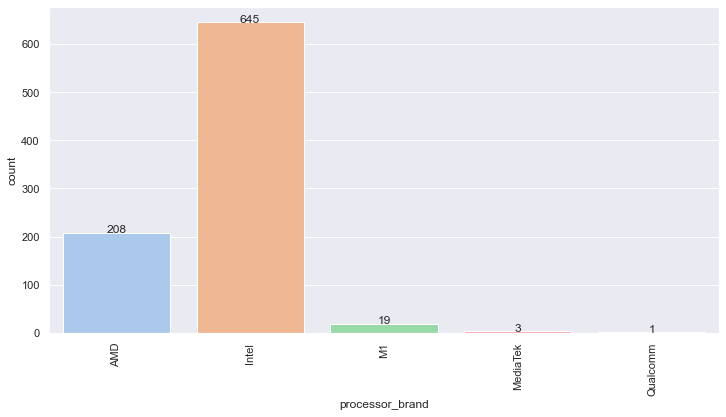 645
208
19
3
1
600
500
400
300
200
100
0
count
AMD
Intel
M1
MediaTek
Qualcomm
processor_brand